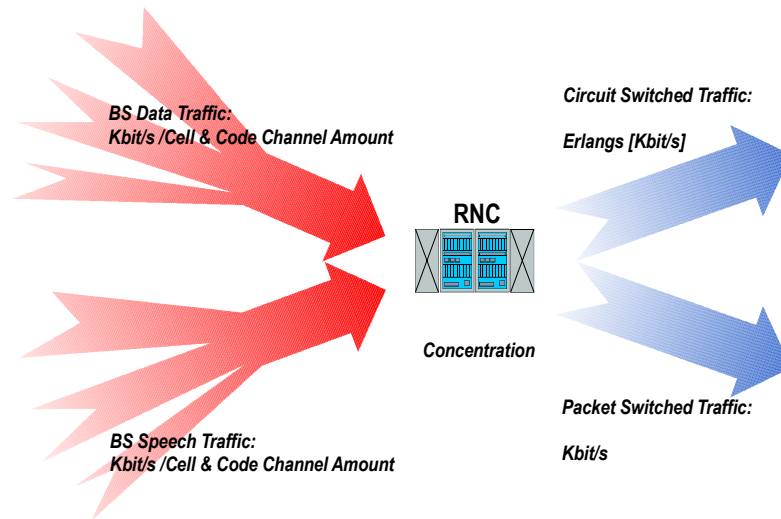 BS Data Traffic:
Kbit/s /Cell & Code Channel Amount
Circuit Switched Traffic:
Erlangs [Kbit/s]
RNC
Concentration
BS Speech Traffic:
Kbit/s /Cell & Code Channel Amount
Packet Switched Traffic:
Kbit/s